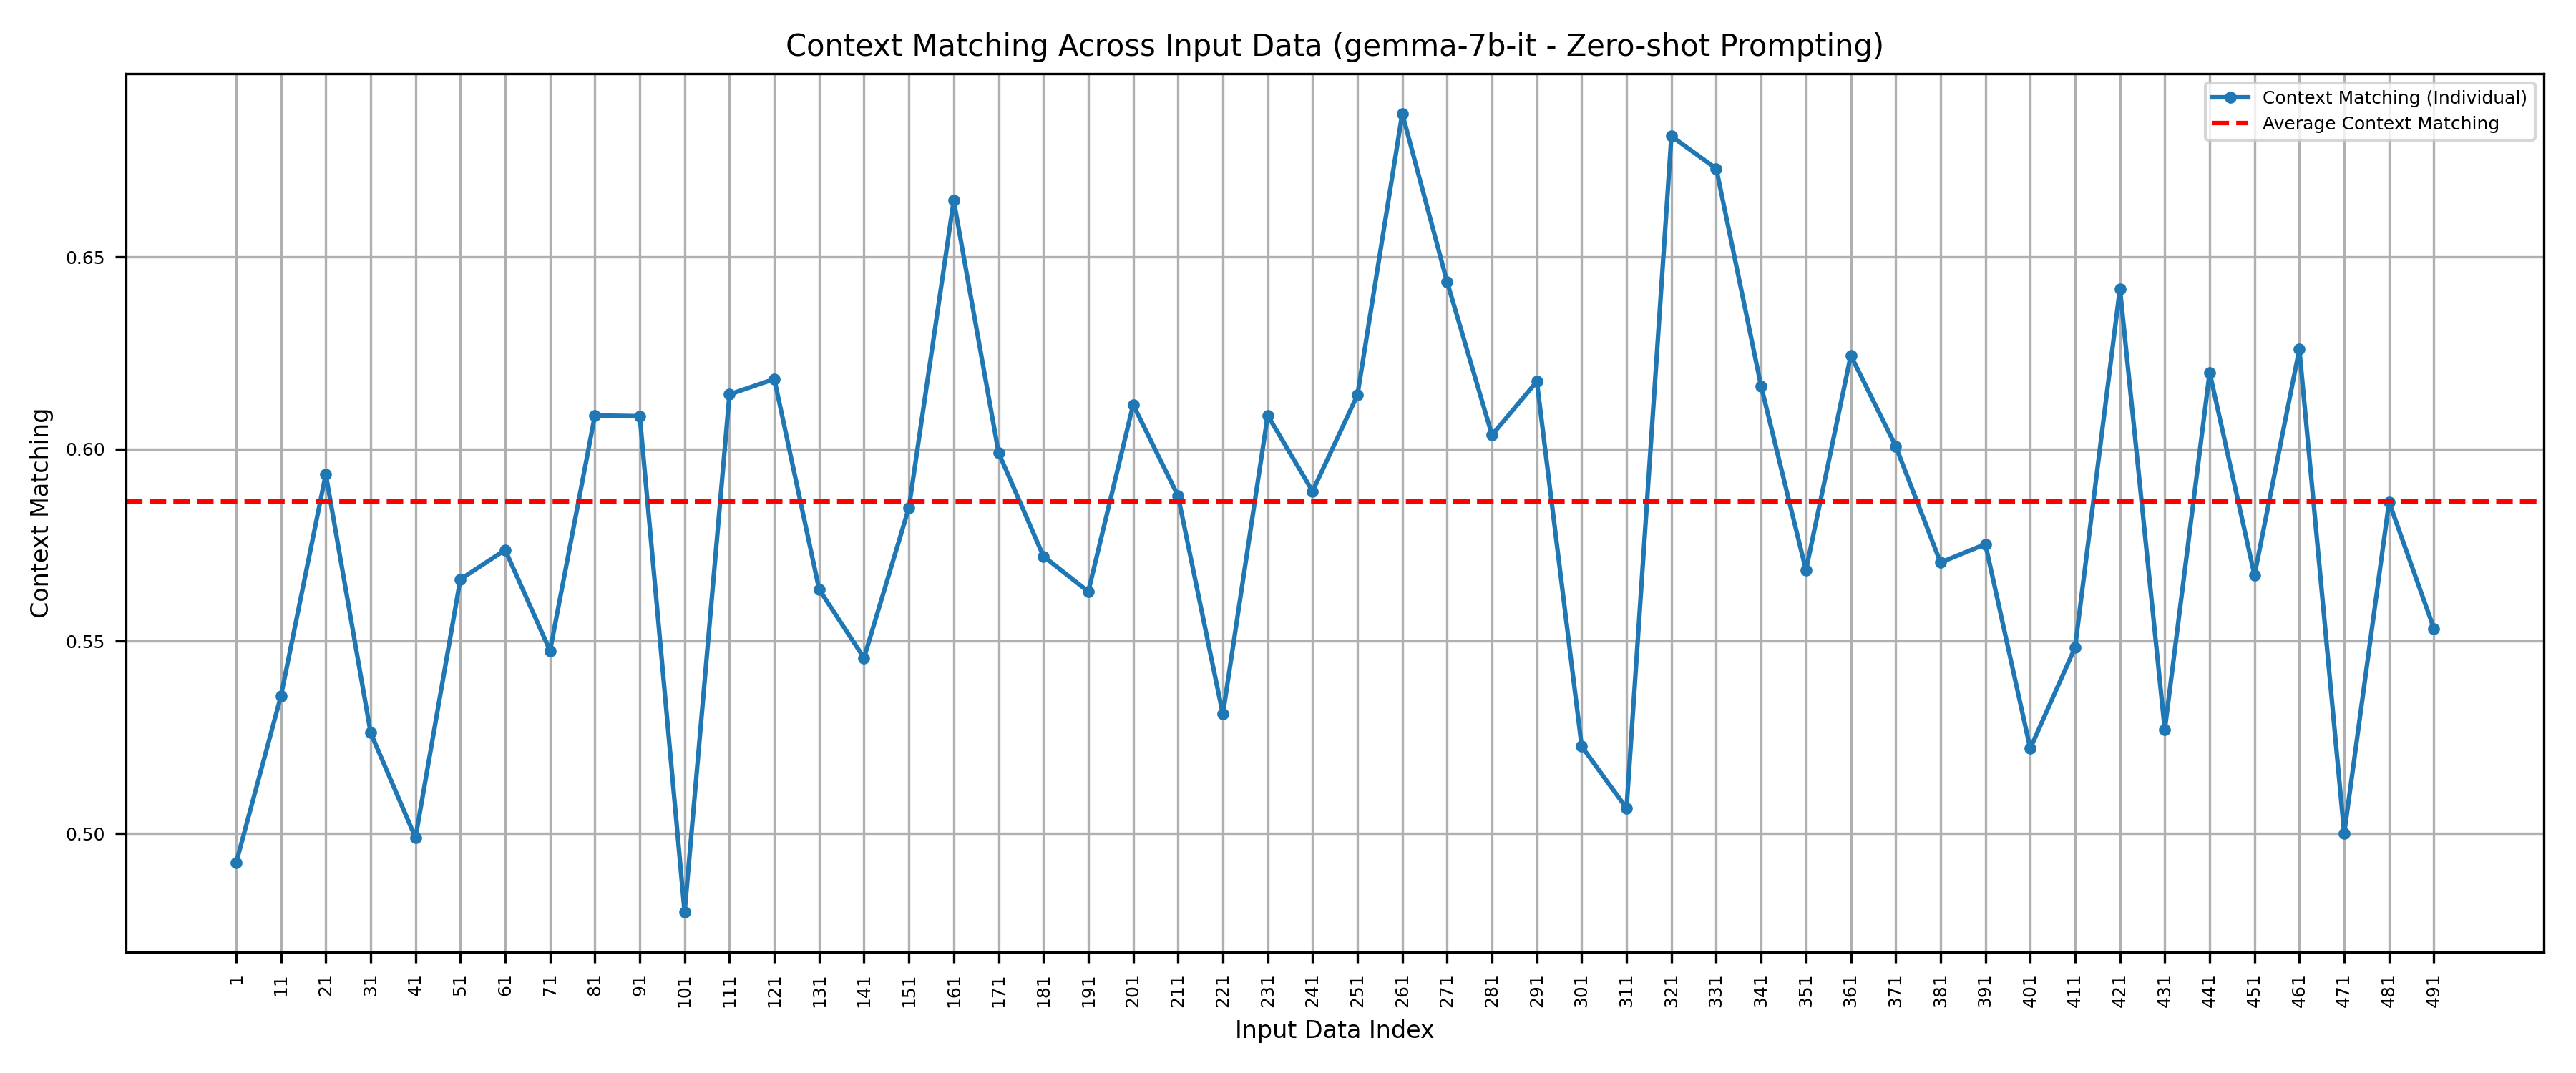 Context Matching Across Input Data (gemma-7b-it - Zero-shot Prompting)
Context Matching (Individual)
Average Context Matching
Context Matching
0.65
0.60
0.55
0.50
1 11 21 31 41 51 61 71 81 91 101 111 121 131 141 151 161 171 181 191 201 211 221 231 241 251 261 271 281 291 301 311 321 331 341 351 361 371 381 391 401 411 421 431 441 451 461 471 481 491
Input Data Index